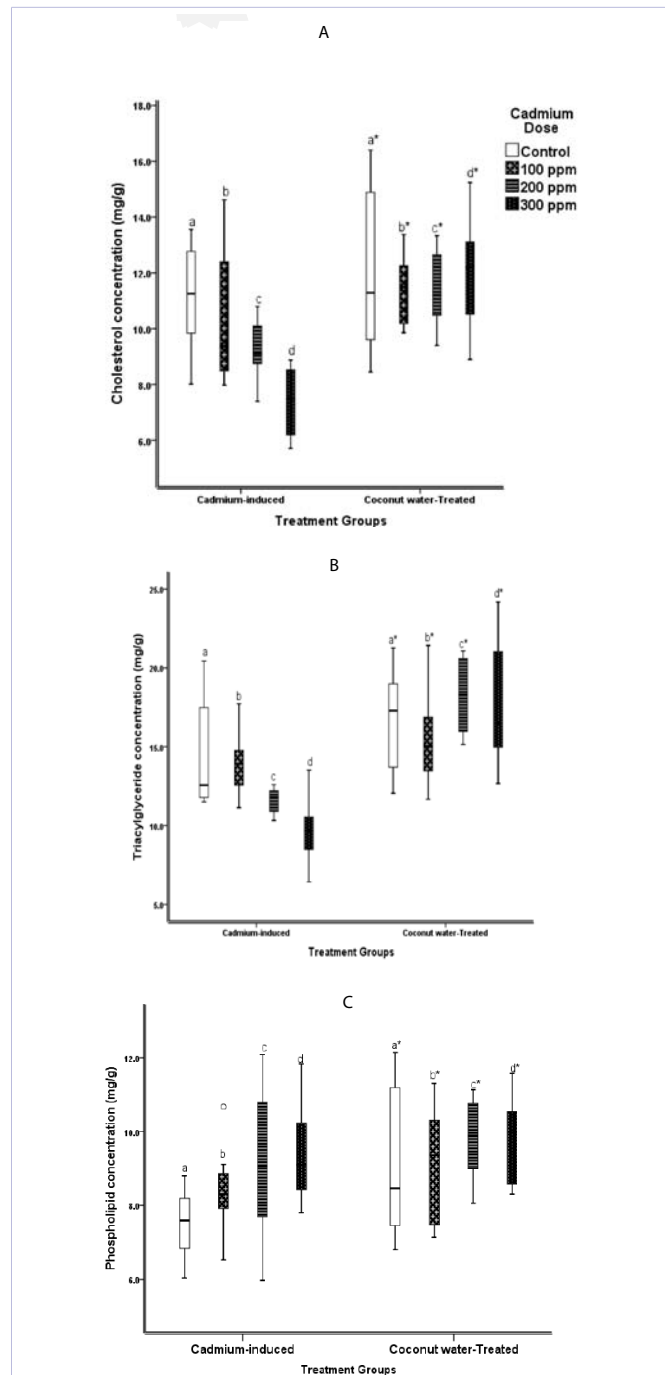 A
18.0
16.0
14.0
12.0
10.0
8.0
6.0
Cholesterol concentration (mg/g)
Cadmium Dose
Control
100 ppm
200 ppm
300 ppm
a
b
c
d
a*
b*
c*
d*
Cadmium-induced
Coconut water-Treated
Treatment Groups
B
25.0
20.0
15.0
10.0
5.0
Triacylglyceride concentration (mg/g)
a
b
c
d
a*
b*
c*
d*
Cadmium-induced
Coconut water-Treated
Treatment Groups
C
12.0
10.0
8.0
6.0
Phospholipid concentration (mg/g)
a
b
c
d
a*
b*
c*
d*
Cadmium-induced
Coconut water-Treated
Treatment Groups